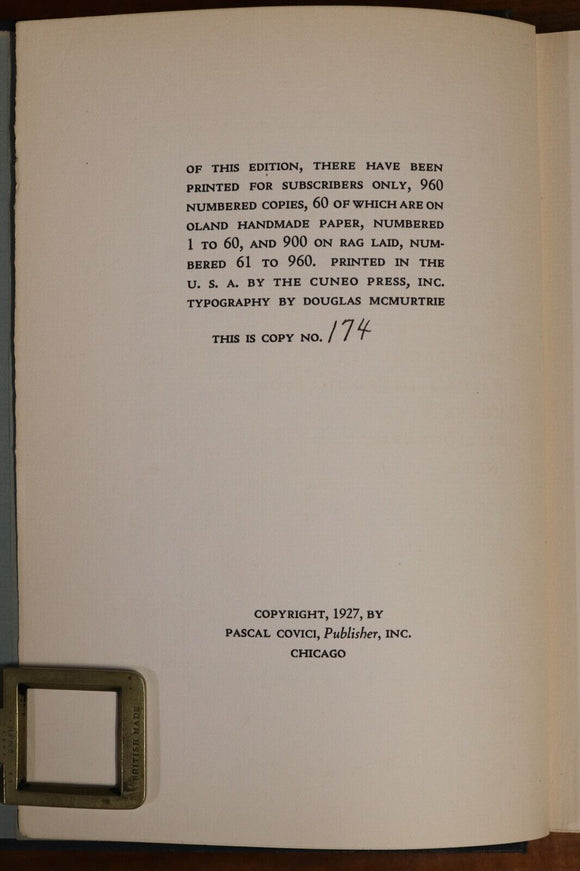 OF THIS EDITION, THERE HAVE BEEN
PRINTED FOR SUBSCRIBERS ONLY, 960
NUMBERED COPIES, 60 OF WHICH ARE ON
OLAND HANDMADE PAPER, NUMBERED
1 TO 60, AND 900 ON RAG LAID, NUM-
BERED 61 TO 960. PRINTED IN THE
U. S. A. BY THE CUNEO PRESS, INC.
TYPOGRAPHY BY DOUGLAS MCMURTRIE
THIS IS COPY NO. 174
COPYRIGHT, 1927, BY
PASCAL COVICI, Publisher, INC.
CHICAGO
BRITISH MADE